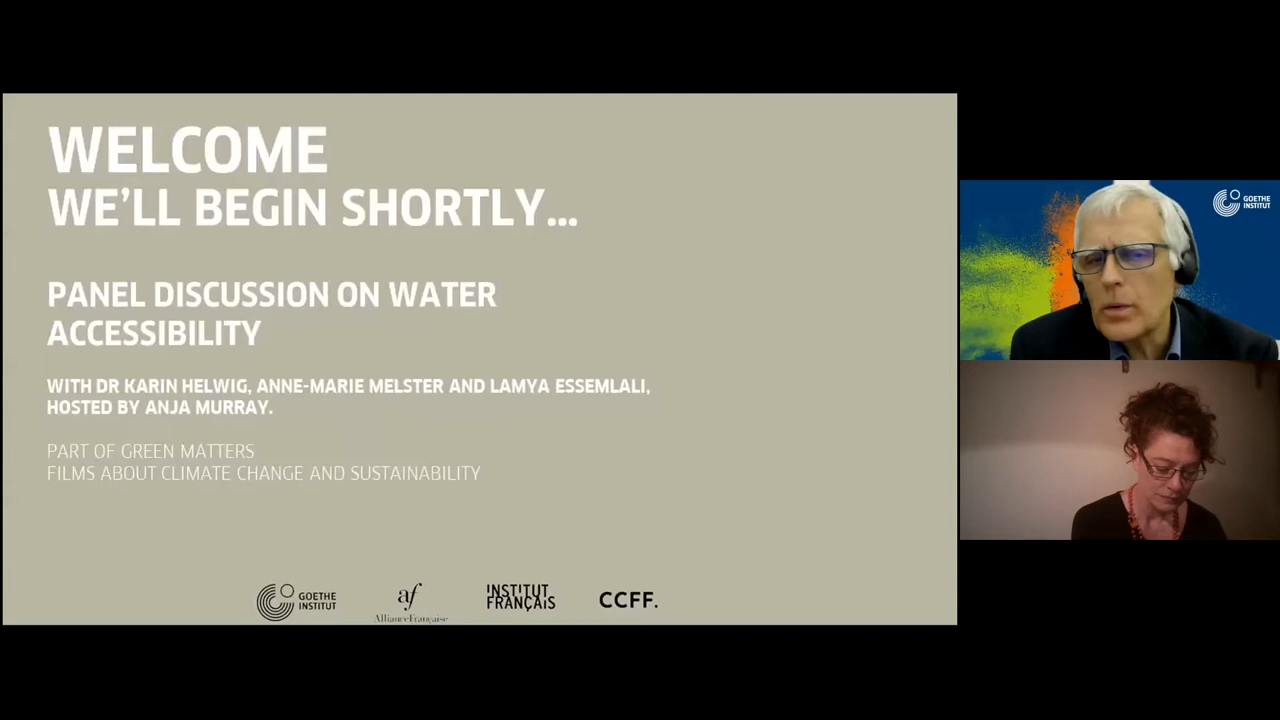 WELCOME
WE'LL BEGIN SHORTLY...
PANEL DISCUSSION ON WATER
ACCESSIBILITY
WITH DR KARIN HELWIG, ANNE-MARIE MELSTER AND LAMYA ESSEMLALI,
HOSTED BY ANJA MURRAY.
PART OF GREEN MATTERS
FILMS ABOUT CLIMATE CHANGE AND SUSTAINABILITY
GOETHE
INSTITUT
af
AllianceFrançaise
INSTITUT
FRANÇAIS
CCFF.
GOETHE
INSTITUT